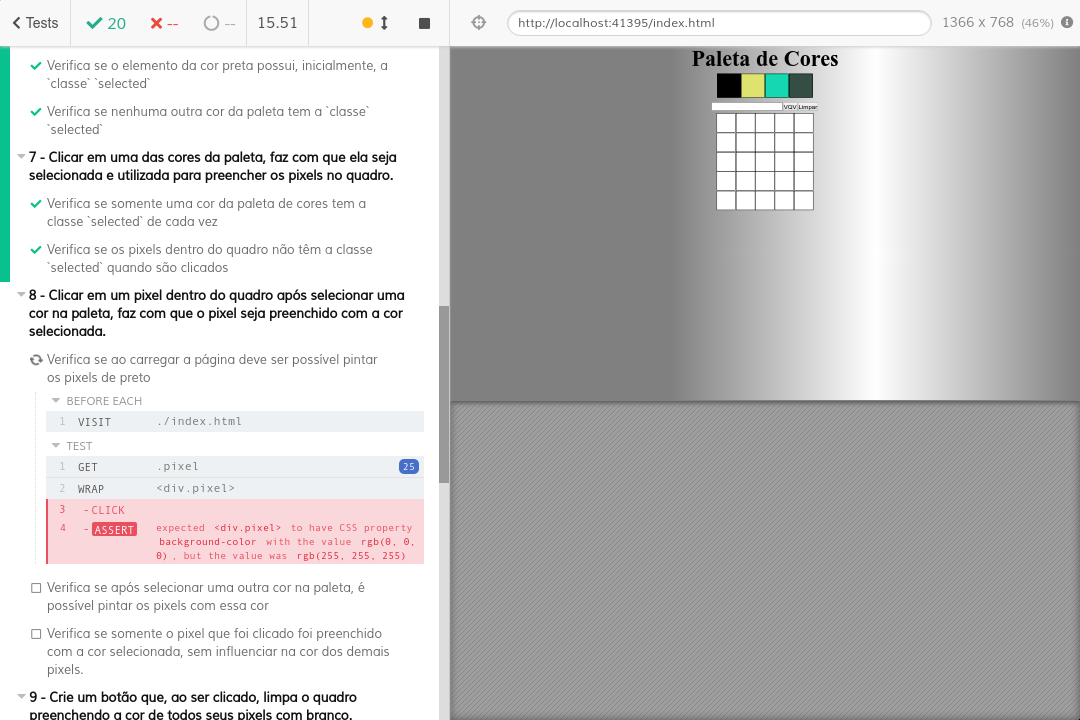 Tests 20 -- -- 15.51 http://localhost:41395/index.html 1366 x 768 (46%)
Verifica se o elemento da cor preta possui, inicialmente, a
`classe` `selected`
Verifica se nenhuma outra cor da paleta tem a `classe`
`selected`
7 - Clicar em uma das cores da paleta, faz com que ela seja
selecionada e utilizada para preencher os pixels no quadro.
Verifica se somente uma cor da paleta de cores tem a
classe `selected` de cada vez
Verifica se os pixels dentro do quadro não têm a classe
`selected` quando são clicados
8 - Clicar em um pixel dentro do quadro após selecionar uma
cor na paleta, faz com que o pixel seja preenchido com a cor
selecionada.
Verifica se ao carregar a página deve ser possível pintar
os pixels de preto
BEFORE EACH
1 VISIT ./index.html
TEST
1 GET .pixel 25
2 WRAP <div.pixel>
3 -CLICK
4 -ASSERT expected <div.pixel> to have CSS property
background-color with the value rgb(0, 0,
0) , but the value was rgb(255, 255, 255)
Verifica se após selecionar uma outra cor na paleta, é
possível pintar os pixels com essa cor
Verifica se somente o pixel que foi clicado foi preenchido
com a cor selecionada, sem influenciar na cor dos demais
pixels.
9 - Crie um botão que, ao ser clicado, limpa o quadro
preenchendo a cor de todos seus pixels com branco.
Paleta de Cores
VQV Limpar